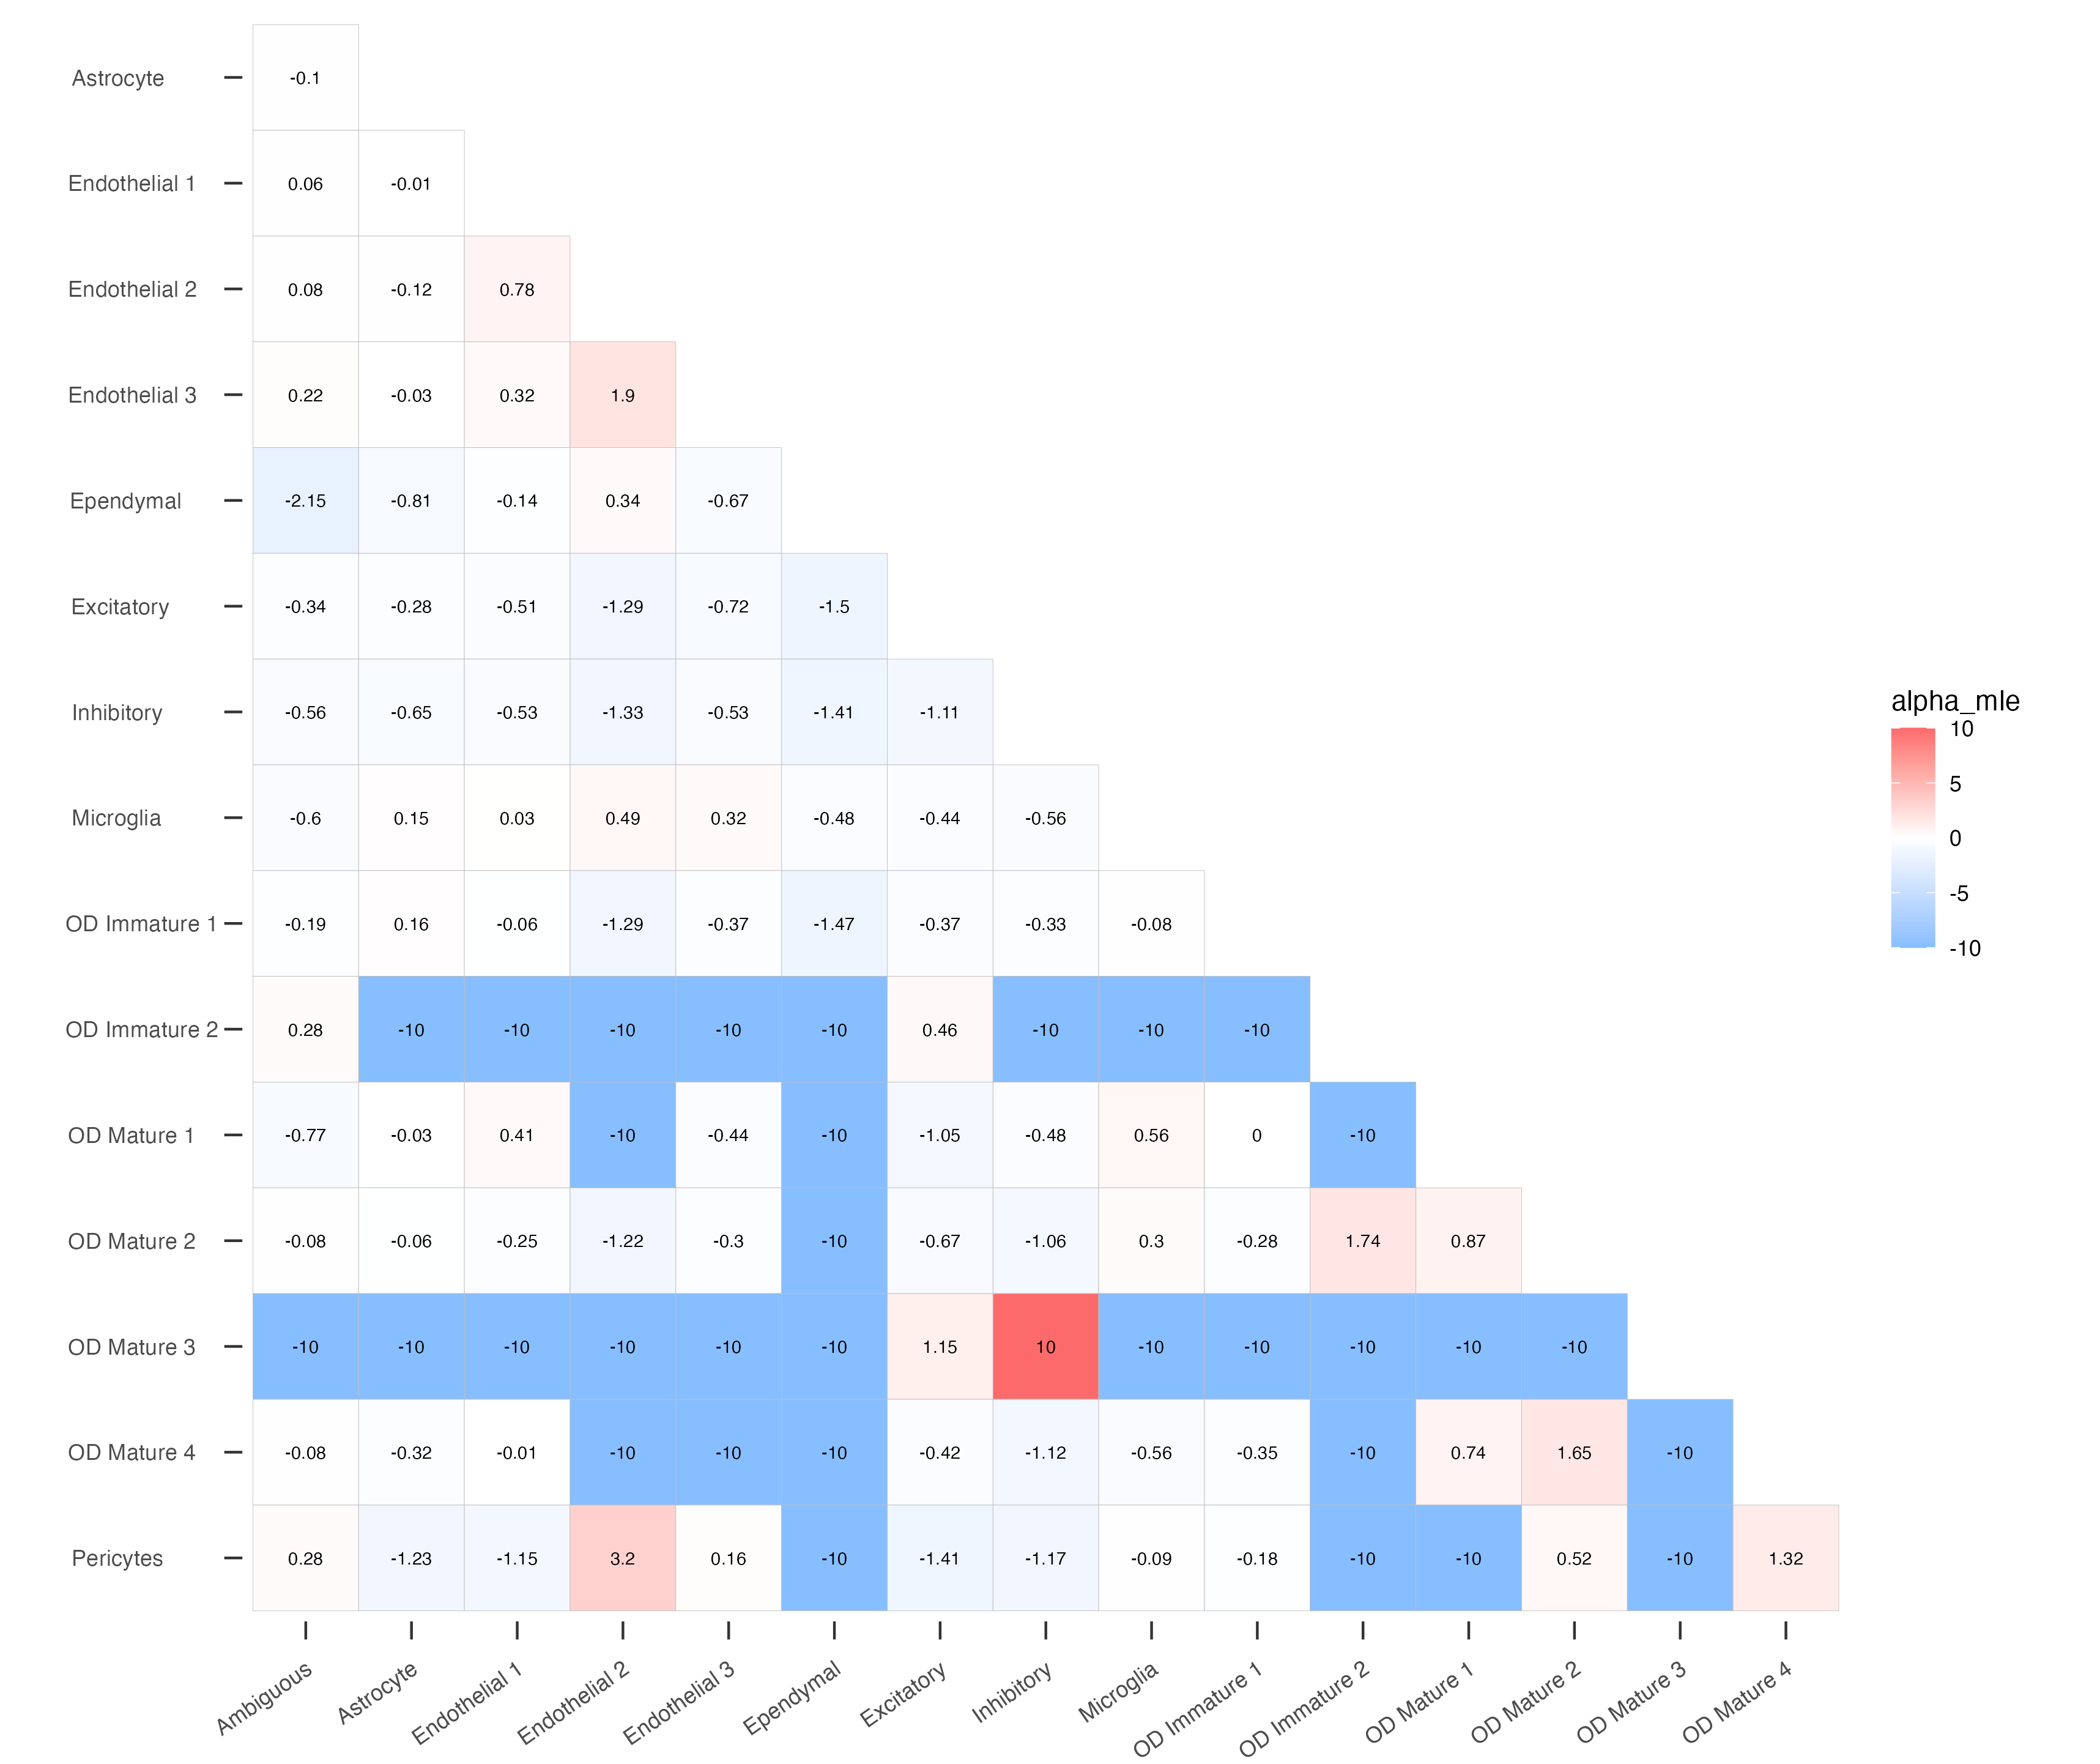 Astrocyte -0.1
Endothelial 1 0.06 -0.01
Endothelial 2 0.08 -0.12 0.78
Endothelial 3 0.22 -0.03 0.32 1.9
Ependymal -2.15 -0.81 -0.14 0.34 -0.67
Excitatory -0.34 -0.28 -0.51 -1.29 -0.72 -1.5
Inhibitory -0.56 -0.65 -0.53 -1.33 -0.53 -1.41 -1.11
Microglia -0.6 0.15 0.03 0.49 0.32 -0.48 -0.44 -0.56
OD Immature 1 -0.19 0.16 -0.06 -1.29 -0.37 -1.47 -0.37 -0.33 -0.08
OD Immature 2 0.28 -10 -10 -10 -10 -10 0.46 -10 -10 -10
OD Mature 1 -0.77 -0.03 0.41 -10 -0.44 -10 -1.05 -0.48 0.56 0 -10
OD Mature 2 -0.08 -0.06 -0.25 -1.22 -0.3 -10 -0.67 -1.06 0.3 -0.28 1.74 0.87
OD Mature 3 -10 -10 -10 -10 -10 -10 1.15 10 -10 -10 -10 -10 -10
OD Mature 4 -0.08 -0.32 -0.01 -10 -10 -10 -0.42 -1.12 -0.56 -0.35 -10 0.74 1.65 -10
Pericytes 0.28 -1.23 -1.15 3.2 0.16 -10 -1.41 -1.17 -0.09 -0.18 -10 -10 0.52 -10 1.32
Ambiguous Astrocyte Endothelial 1 Endothelial 2 Endothelial 3 Ependymal Excitatory Inhibitory Microglia OD Immature 1 OD Immature 2 OD Mature 1 OD Mature 2 OD Mature 3 OD Mature 4
alpha_mle
10
5
0
-5
-10